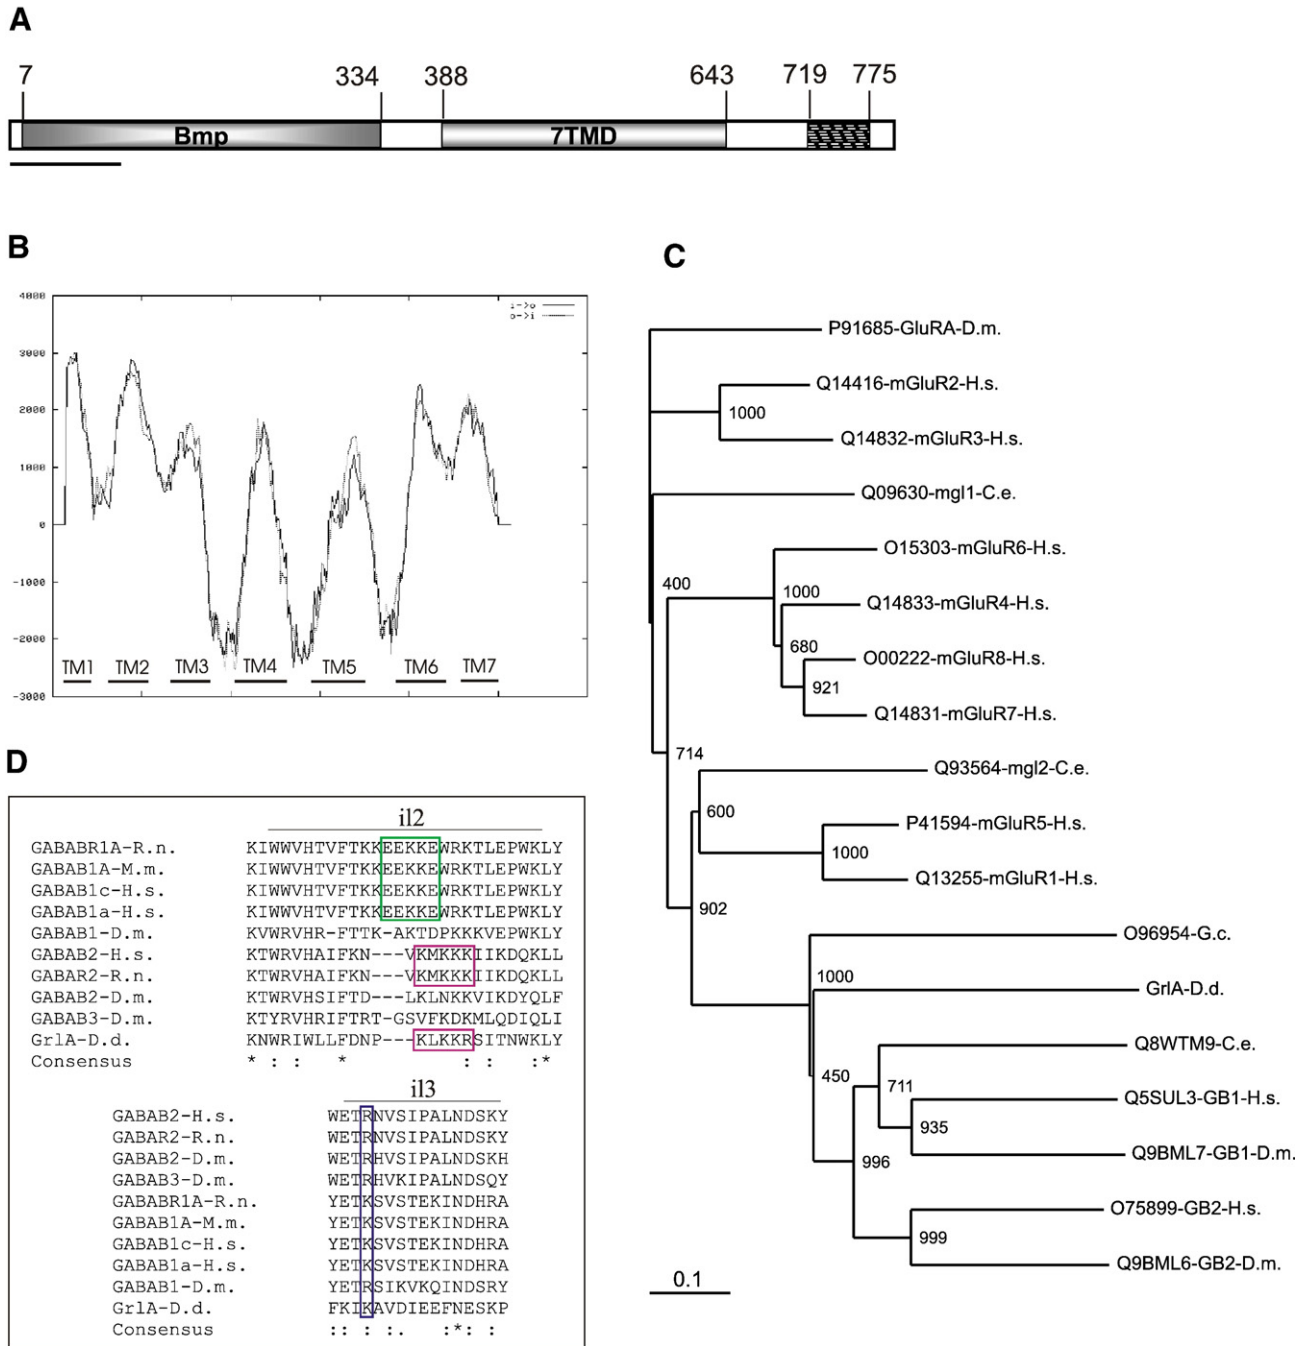 A
7 334 388 643 719 775
Bmp 7TMD
B
4000
i->o
o->i
3000
2000
1000
0
-1000
-2000
TM1 TM2 TM3 TM4 TM5 TM6 TM7
-3000
C
P91685-GluRA-D.m.
Q14416-mGluR2-H.s.
1000
Q14832-mGluR3-H.s.
Q09630-mgl1-C.e.
O15303-mGluR6-H.s.
400
1000
Q14833-mGluR4-H.s.
680
O00222-mGluR8-H.s.
921
Q14831-mGluR7-H.s.
714
Q93564-mgl2-C.e.
600
P41594-mGluR5-H.s.
1000
Q13255-mGluR1-H.s.
902
O96954-G.c.
1000
GrlA-D.d.
Q8WTM9-C.e.
450
711
Q5SUL3-GB1-H.s.
935
Q9BML7-GB1-D.m.
996
O75899-GB2-H.s.
999
Q9BML6-GB2-D.m.
0.1
D
il2
GABABR1A-R.n. KIWWVHTVFTKKEEKKEWRKTLEPWKLY
GABAB1A-M.m. KIWWVHTVFTKKEEKKEWRKTLEPWKLY
GABAB1c-H.s. KIWWVHTVFTKKEEKKEWRKTLEPWKLY
GABAB1a-H.s. KIWWVHTVFTKKEEKKEWRKTLEPWKLY
GABAB1-D.m. KVWRVHR-FTTK-AKTDPKKKVEPWKLY
GABAB2-H.s. KTWRVHAIFKN---VKMKKKIIKDQKLL
GABAR2-R.n. KTWRVHAIFKN---VKMKKKIIKDQKLL
GABAB2-D.m. KTWRVHSIFTD---LKLNKKVIKDYQLF
GABAB3-D.m. KTYRVHRIFTRT-GSVFKDKMLQDIQLI
GrlA-D.d. KNWRIWLLFDNP---KLKKRSITNWKLY
Consensus * : : * : : :*
il3
GABAB2-H.s. WETRNVSIPALNDSKY
GABAR2-R.n. WETRNVSIPALNDSKY
GABAB2-D.m. WETRHVSIPALNDSKH
GABAB3-D.m. WETRHVKIPALNDSQY
GABABR1A-R.n. YETKSVSTEKINDHRA
GABAB1A-M.m. YETKSVSTEKINDHRA
GABAB1c-H.s. YETKSVSTEKINDHRA
GABAB1a-H.s. YETKSVSTEKINDHRA
GABAB1-D.m. YETRSIKVKQINDSRY
GrlA-D.d. FKIKAVDIEEFNESKP
Consensus :: : :. :*: :